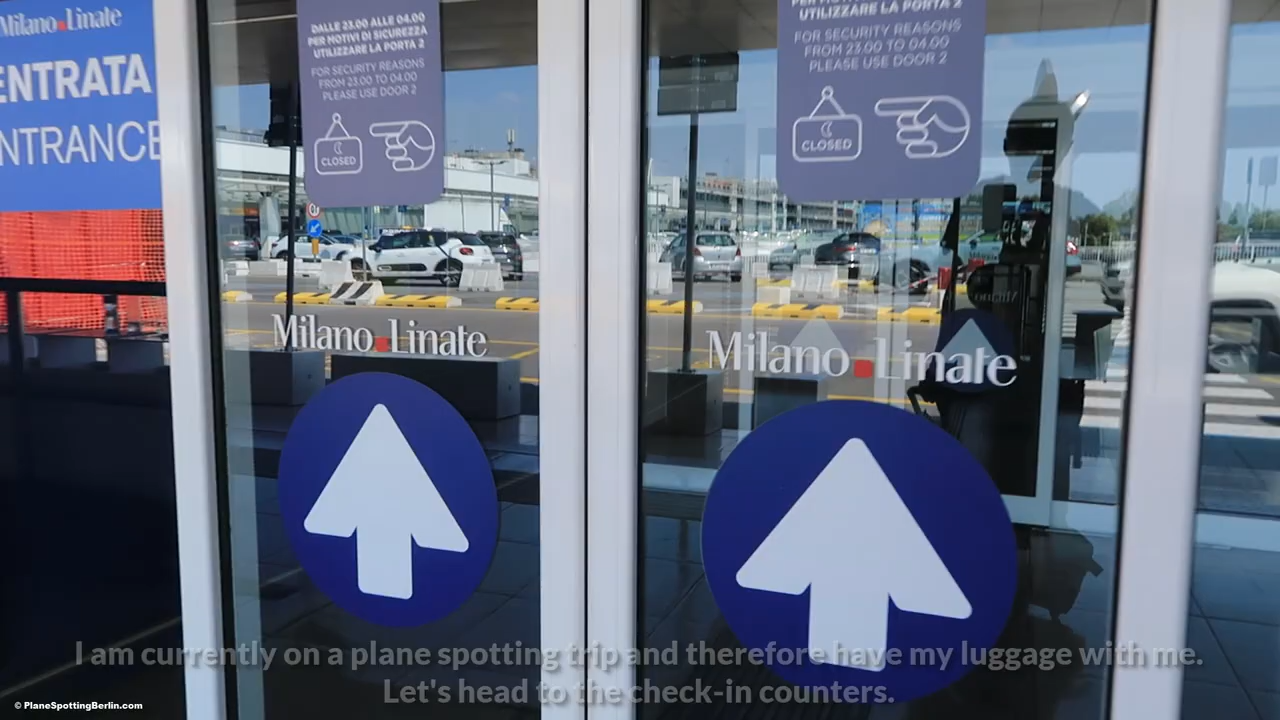 Milano Linate
ENTRATA
ENTRANCE
DALLE 23.00 ALLE 04.00
PER MOTIVI DI SICUREZZA
UTILIZZARE LA PORTA 2
FOR SECURITY REASONS
FROM 23.00 TO 04.00
PLEASE USE DOOR 2
CLOSED
PER MOTIVI DI SICUREZZA
UTILIZZARE LA PORTA 2
FOR SECURITY REASONS
FROM 23.00 TO 04.00
PLEASE USE DOOR 2
CLOSED
Milano Linate
Milano Linate
I am currently on a plane spotting trip and therefore have my luggage with me.
Let's head to the check-in counters.
© PlaneSpottingBerlin.com